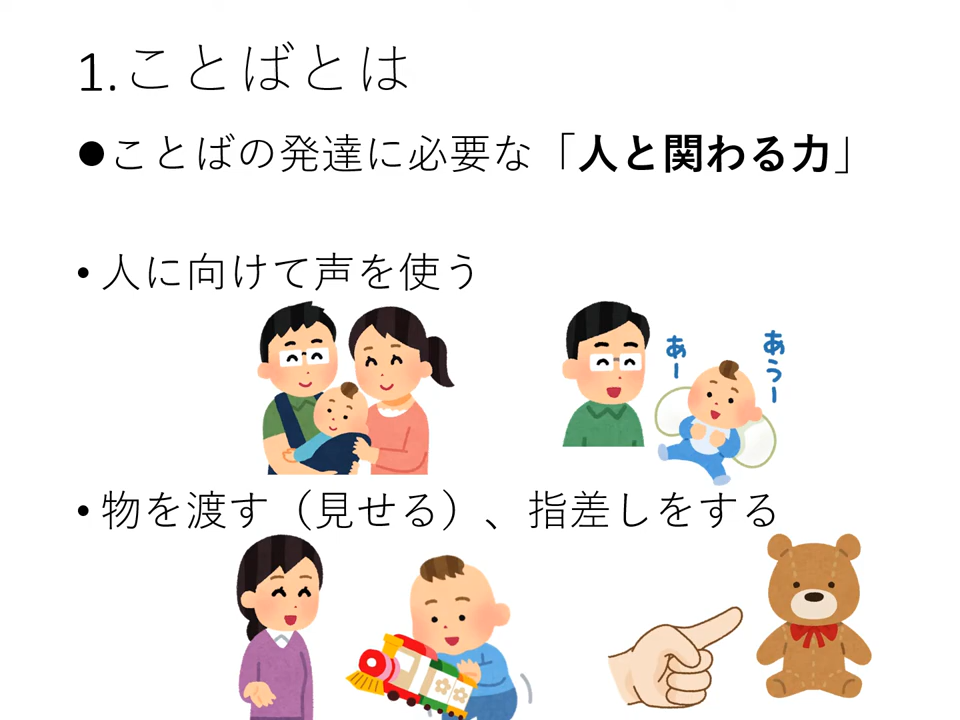 1.ことばとは
●ことばの発達に必要な「人と関わる力」
• 人に向けて声を使う
あー
あうー
• 物を渡す（見せる）、指差しをする